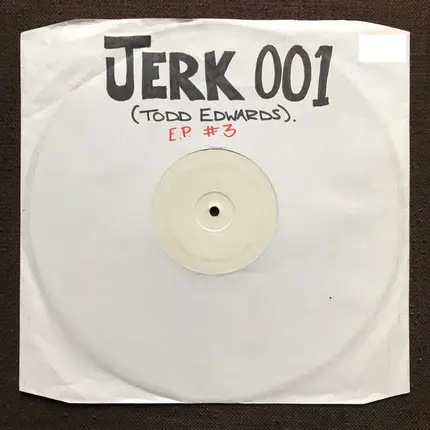 JERK 001
(TODD EDWARDS).
E.P. #3